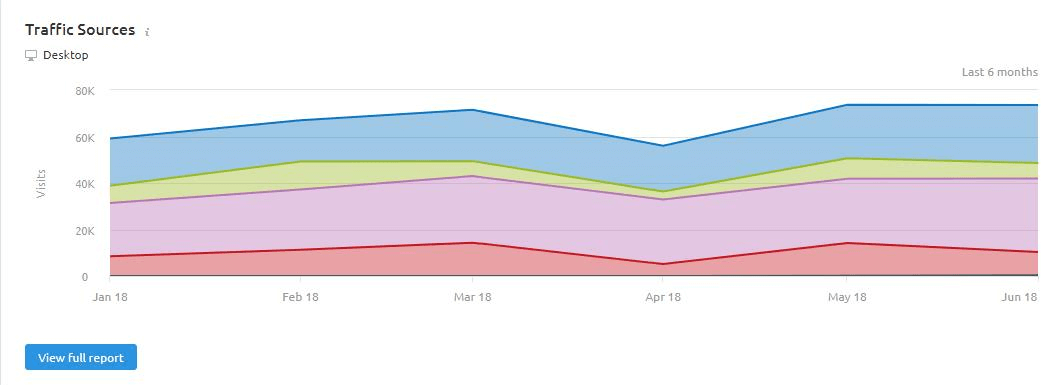 Traffic Sources i
Desktop
Last 6 months
80K
60K
40K
20K
0
Visits
Jan 18 Feb 18 Mar 18 Apr 18 May 18 Jun 18
View full report